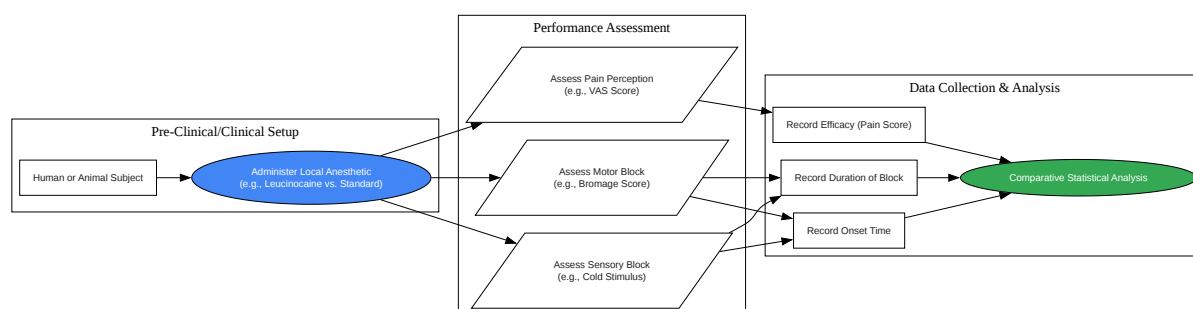 Pre-Clinical/Clinical Setup
Human or Animal Subject
Administer Local Anesthetic
(e.g., Leucinocaine vs. Standard)
Performance Assessment
Assess Pain Perception
(e.g., VAS Score)
Assess Motor Block
(e.g., Bromage Score)
Assess Sensory Block
(e.g., Cold Stimulus)
Data Collection & Analysis
Record Efficacy (Pain Score)
Record Duration of Block
Record Onset Time
Comparative Statistical Analysis